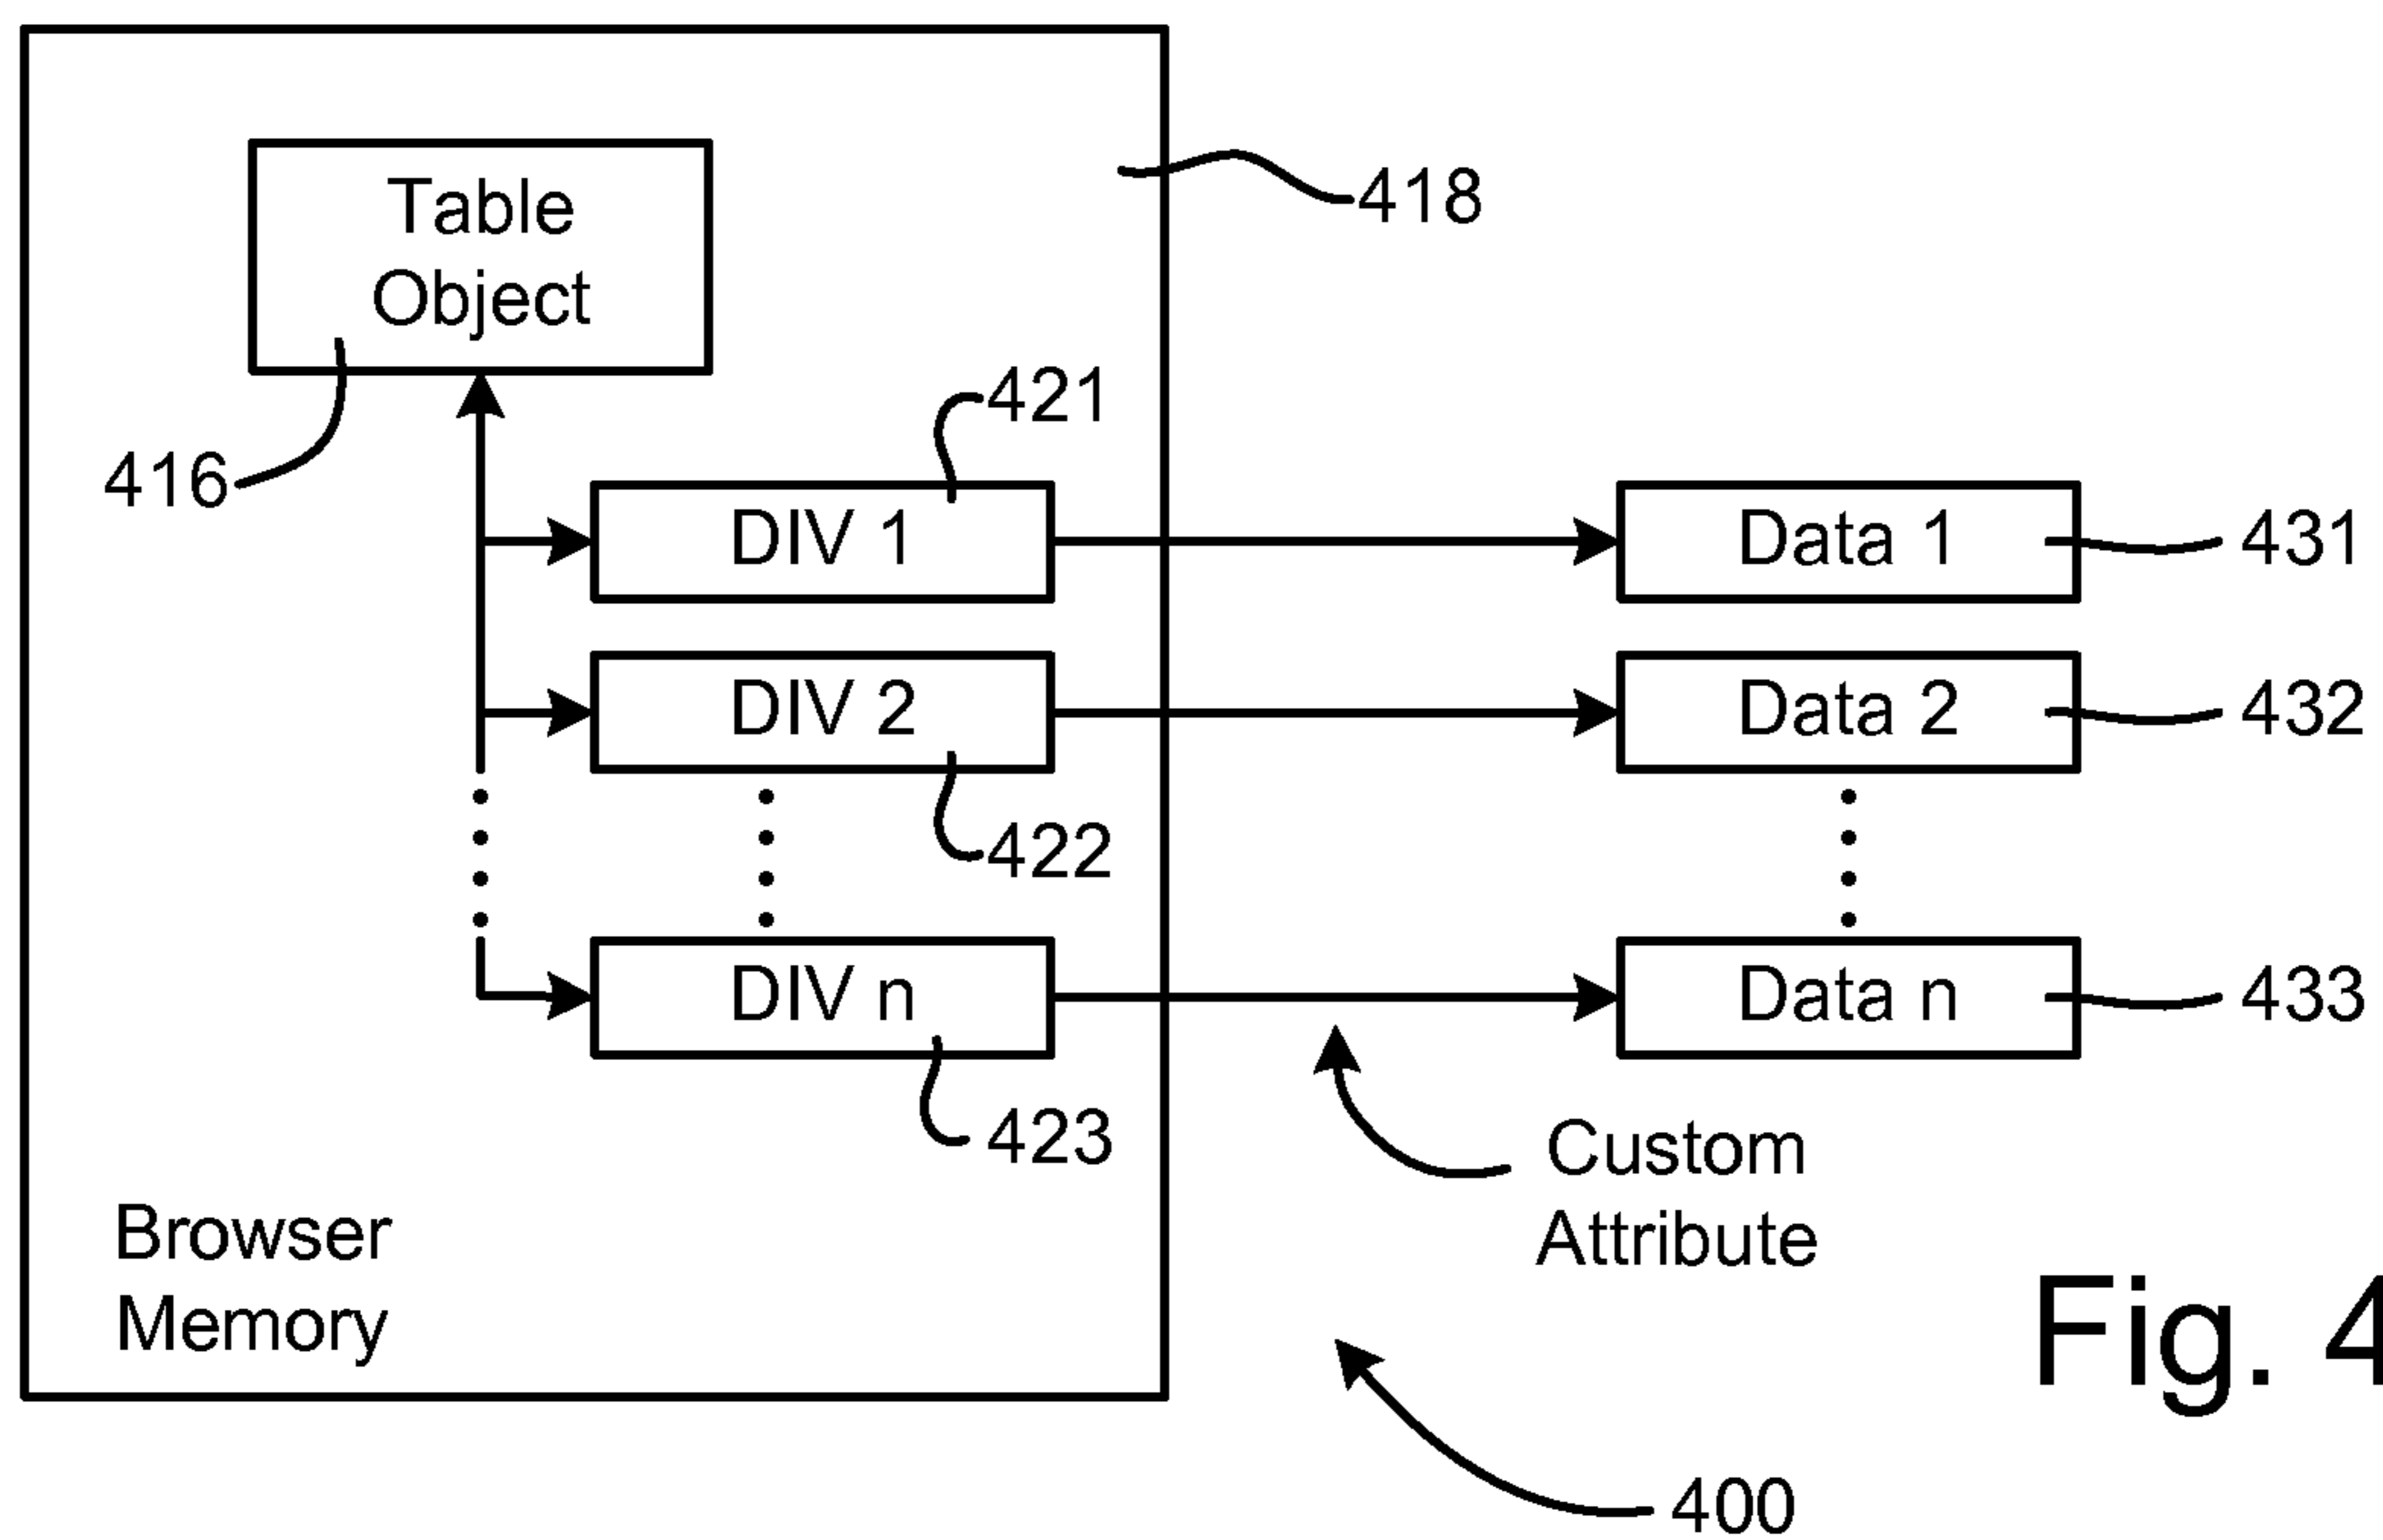 Table
Object
418
421
416
DIV 1
Data 1
431
DIV 2
Data 2
432
422
DIV n
Data n
433
423
Custom
Attribute
Browser
Memory
Fig. 4
400